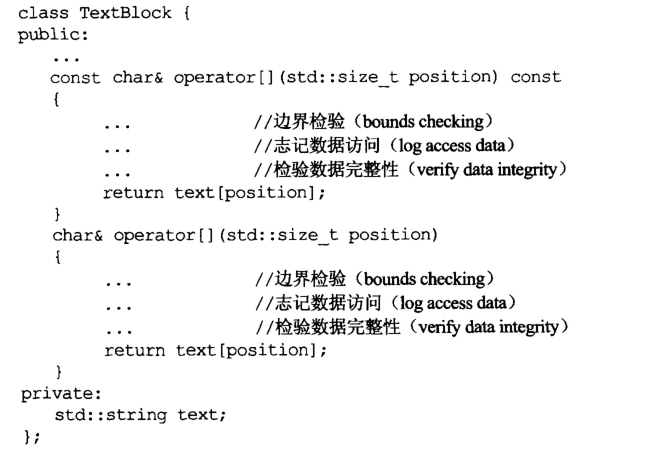 class TextBlock {
public:
    ...
    const char& operator[](std::size_t position) const
    {
        ...        //边界检验（bounds checking）
        ...        //志记数据访问（log access data）
        ...        //检验数据完整性（verify data integrity）
        return text[position];
    }
    char& operator[](std::size_t position)
    {
        ...        //边界检验（bounds checking）
        ...        //志记数据访问（log access data）
        ...        //检验数据完整性（verify data integrity）
        return text[position];
    }
private:
    std::string text;
};